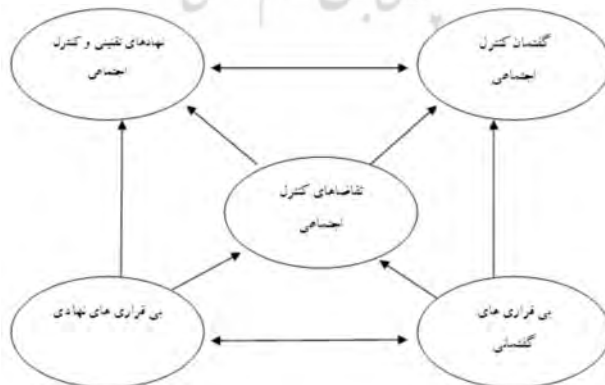 گفتمان کنترل
اجتماعی
نهادهای تقنینی و کنترل
اجتماعی
تقاضاهای کنترل
اجتماعی
بی قراری های
گفتمانی
بی قراری های نهادی